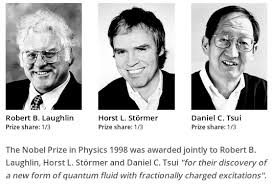 Robert B. Laughlin
Prize share: 1/3
Horst L. Störmer
Prize share: 1/3
Daniel C. Tsui
Prize share: 1/3
The Nobel Prize in Physics 1998 was awarded jointly to Robert B.
Laughlin, Horst L. Störmer and Daniel C. Tsui "for their discovery of
a new form of quantum fluid with fractionally charged excitations".